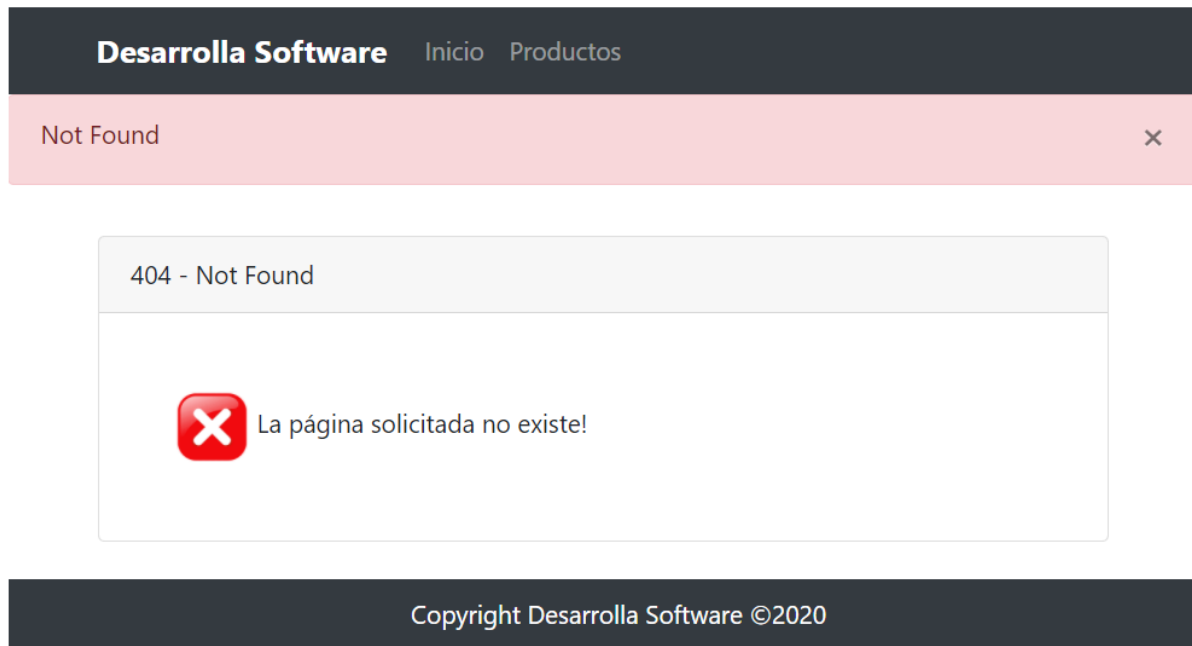 Desarrolla Software Inicio Productos
Not Found ×
404 - Not Found
La página solicitada no existe!
Copyright Desarrolla Software ©2020